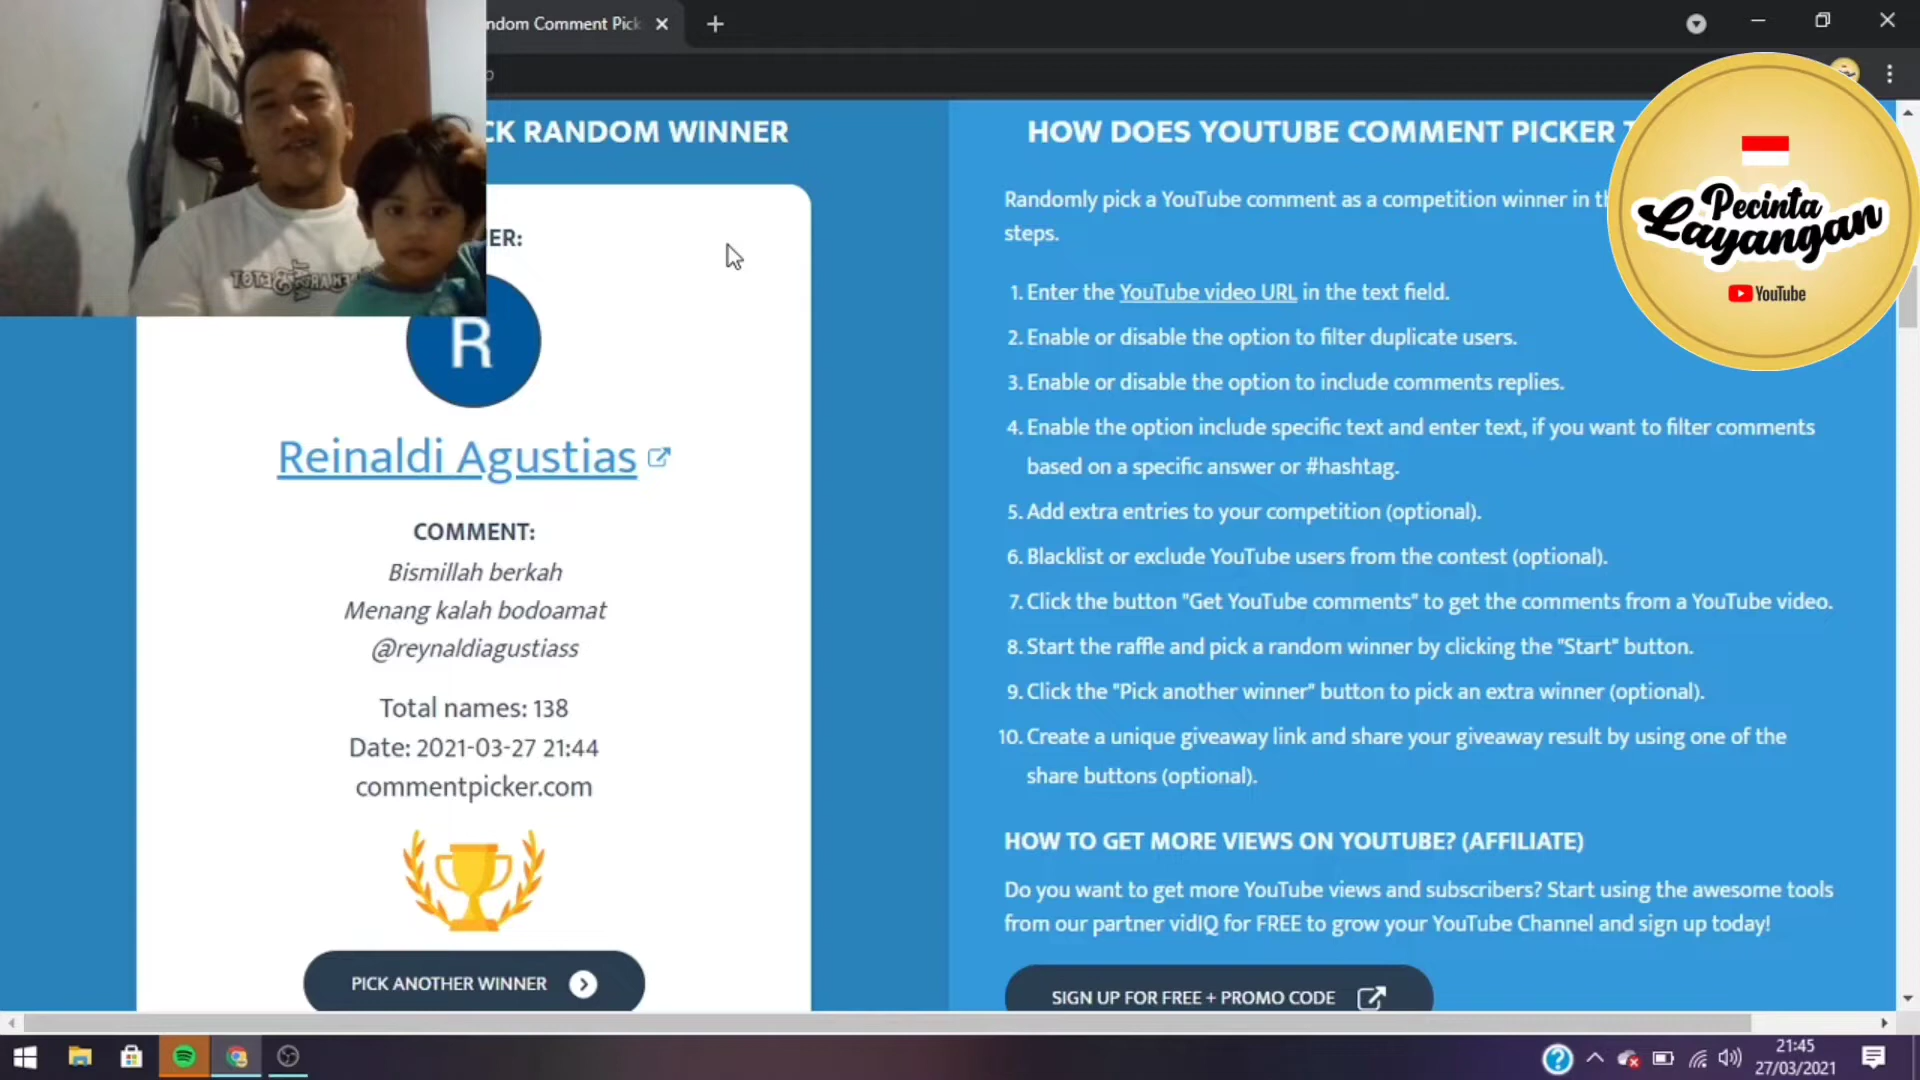 ndom Comment Pick
CK RANDOM WINNER
ER:
R
Reinaldi Agustias
COMMENT:
Bismillah berkah
Menang kalah bodoamat
@reynaldiagustiass
Total names: 138
Date: 2021-03-27 21:44
commentpicker.com
PICK ANOTHER WINNER
HOW DOES YOUTUBE COMMENT PICKER
Randomly pick a YouTube comment as a competition winner in th
steps.
1. Enter the YouTube video URL in the text field.
2. Enable or disable the option to filter duplicate users.
3. Enable or disable the option to include comments replies.
4. Enable the option include specific text and enter text, if you want to filter comments
based on a specific answer or #hashtag.
5. Add extra entries to your competition (optional).
6. Blacklist or exclude YouTube users from the contest (optional).
7. Click the button "Get YouTube comments" to get the comments from a YouTube video.
8. Start the raffle and pick a random winner by clicking the "Start" button.
9. Click the "Pick another winner" button to pick an extra winner (optional).
10. Create a unique giveaway link and share your giveaway result by using one of the
share buttons (optional).
HOW TO GET MORE VIEWS ON YOUTUBE? (AFFILIATE)
Do you want to get more YouTube views and subscribers? Start using the awesome tools
from our partner vidIQ for FREE to grow your YouTube Channel and sign up today!
SIGN UP FOR FREE + PROMO CODE
Pecinta
Layangan
YouTube
21:45
27/03/2021